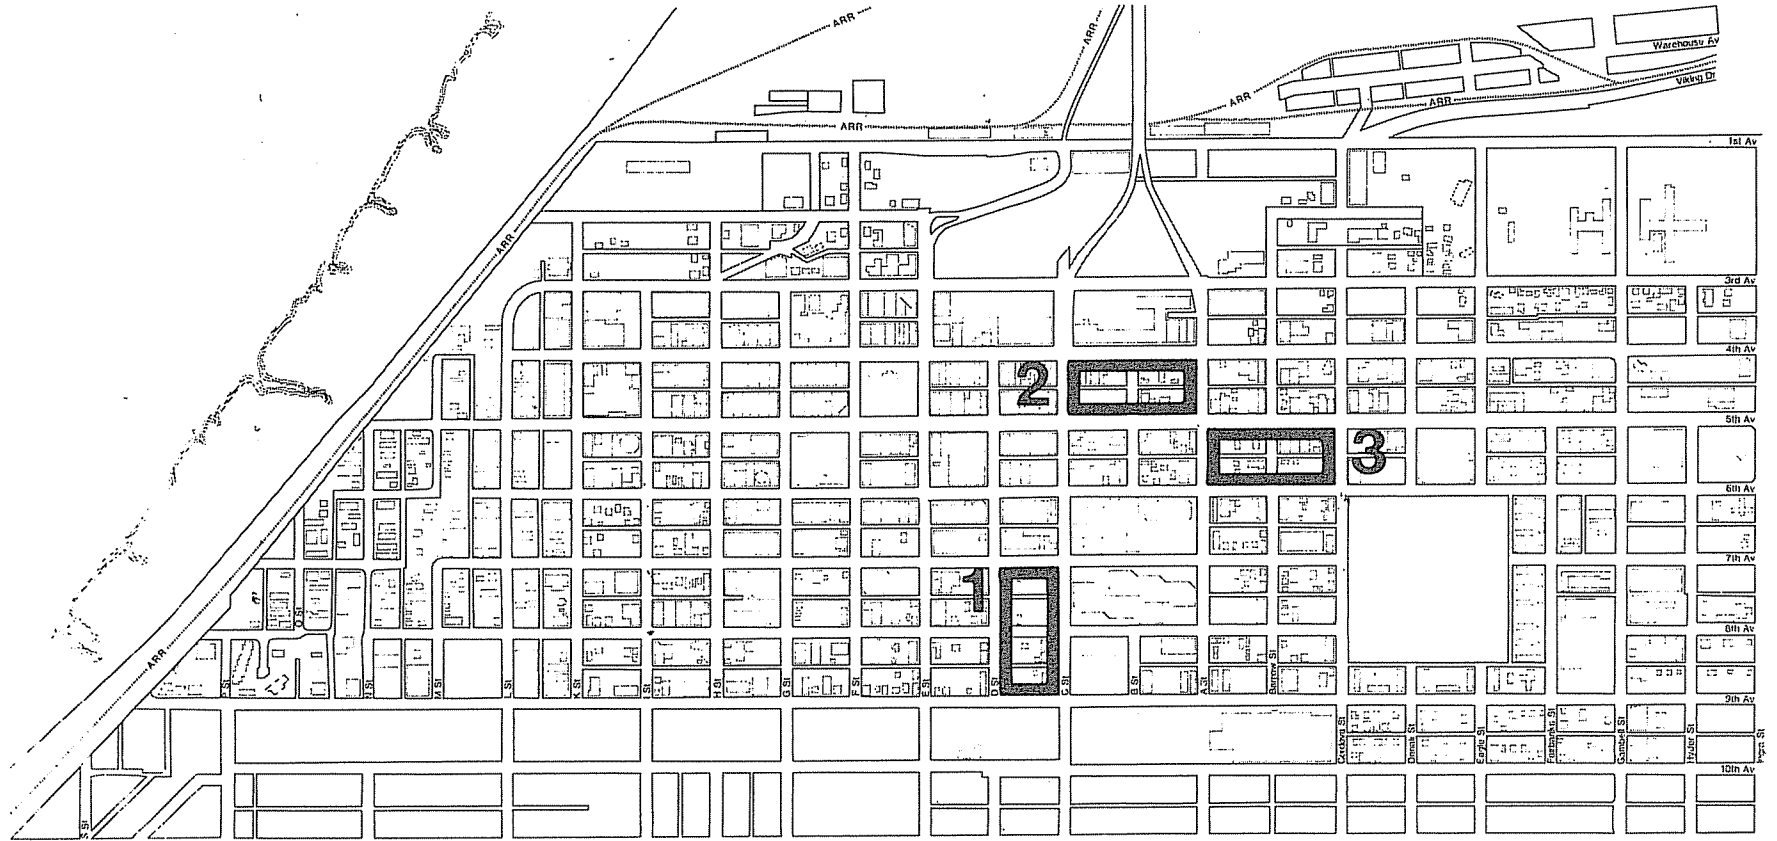 ARR
ARR
Warehouse Av
Viking Dr
ARR
ARR
ARR
1st Av
ARR
3rd Av
4th Av
2
5th Av
3
6th Av
7th Av
1
O St
8th Av
ARR
P St
N St
M St
L St
K St
I St
H St
G St
F St
E St
D St
C St
B St
A St
Barrow St
9th Av
Cordova St
Denali St
Eagle St
Fairbanks St
Gambell St
Hyder St
Ingra St
10th Av
S St